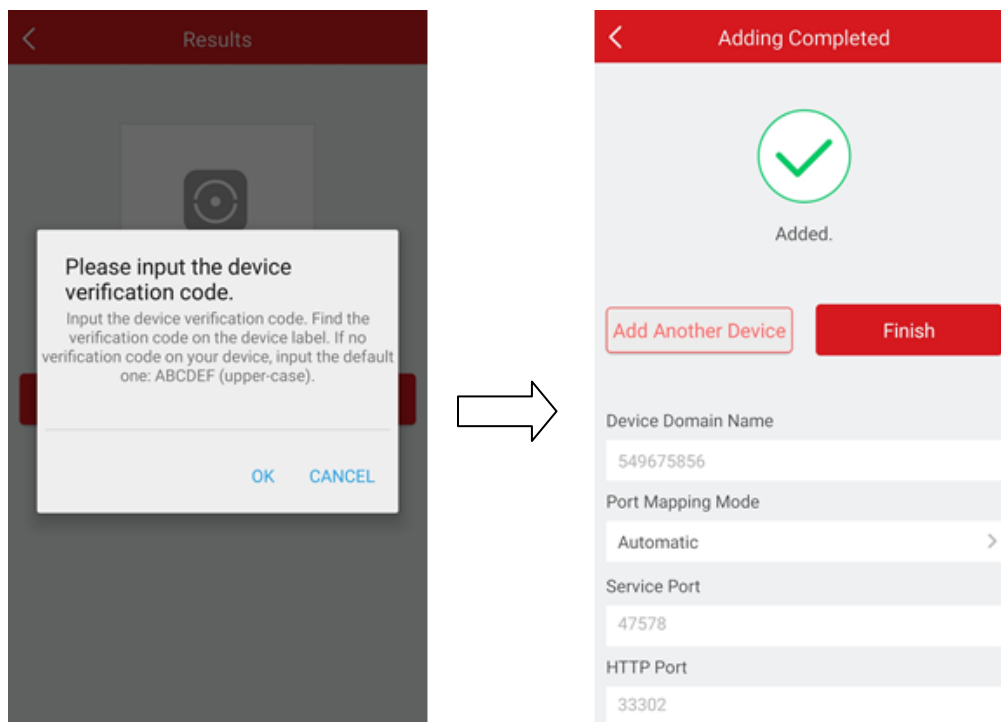 Results
Please input the device
verification code.
Input the device verification code. Find the
verification code on the device label. If no
verification code on your device, input the default
one: ABCDEF (upper-case).
OK CANCEL
Adding Completed
Added.
Add Another Device
Finish
Device Domain Name
549675856
Port Mapping Mode
Automatic
Service Port
47578
HTTP Port
33302